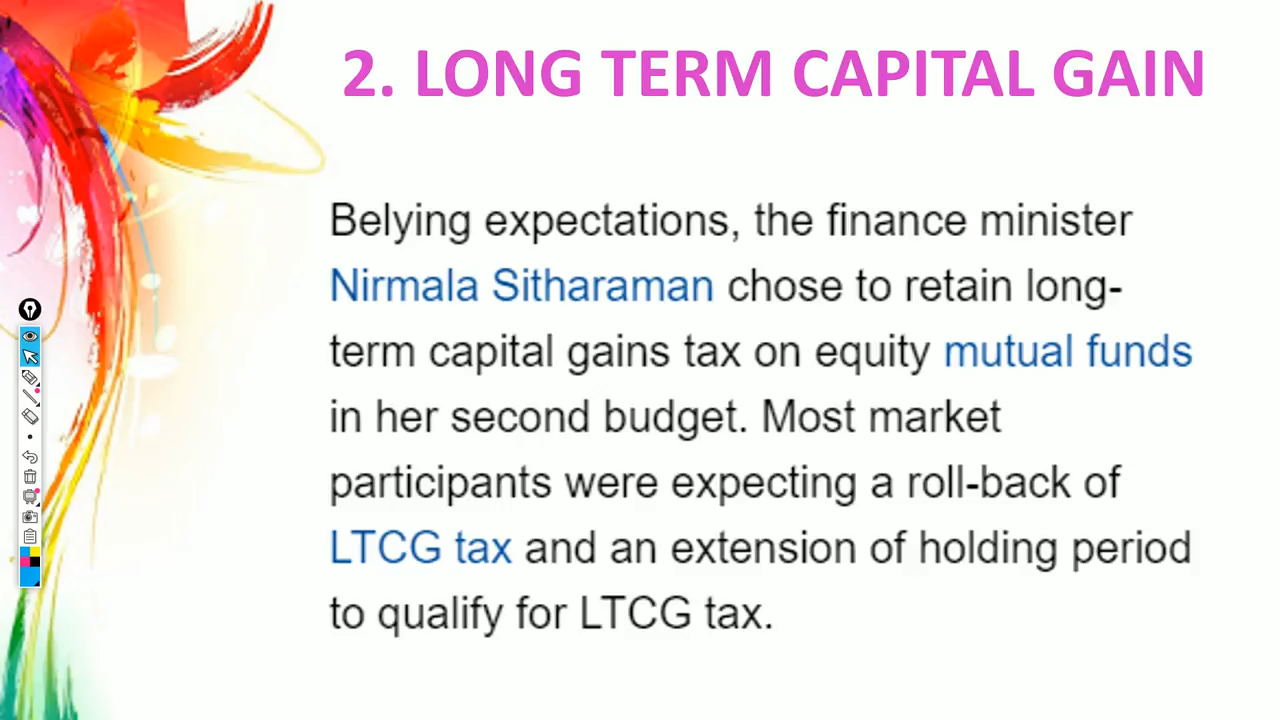 2. LONG TERM CAPITAL GAIN
Belying expectations, the finance minister
Nirmala Sitharaman chose to retain long-
term capital gains tax on equity mutual funds
in her second budget. Most market
participants were expecting a roll-back of
LTCG tax and an extension of holding period
to qualify for LTCG tax.